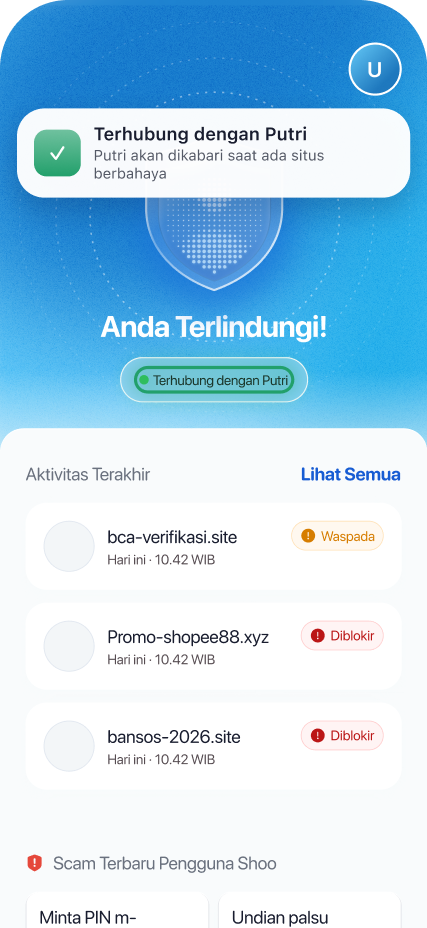 U
Terhubung dengan Putri
Putri akan dikabari saat ada situs
berbahaya
Anda Terlindungi!
Terhubung dengan Putri
Aktivitas Terakhir
Lihat Semua
bca-verifikasi.site
Waspada
Hari ini · 10.42 WIB
Promo-shopee88.xyz
Diblokir
Hari ini · 10.42 WIB
bansos-2026.site
Diblokir
Hari ini · 10.42 WIB
Scam Terbaru Pengguna Shoo
Minta PIN m-
Undian palsu